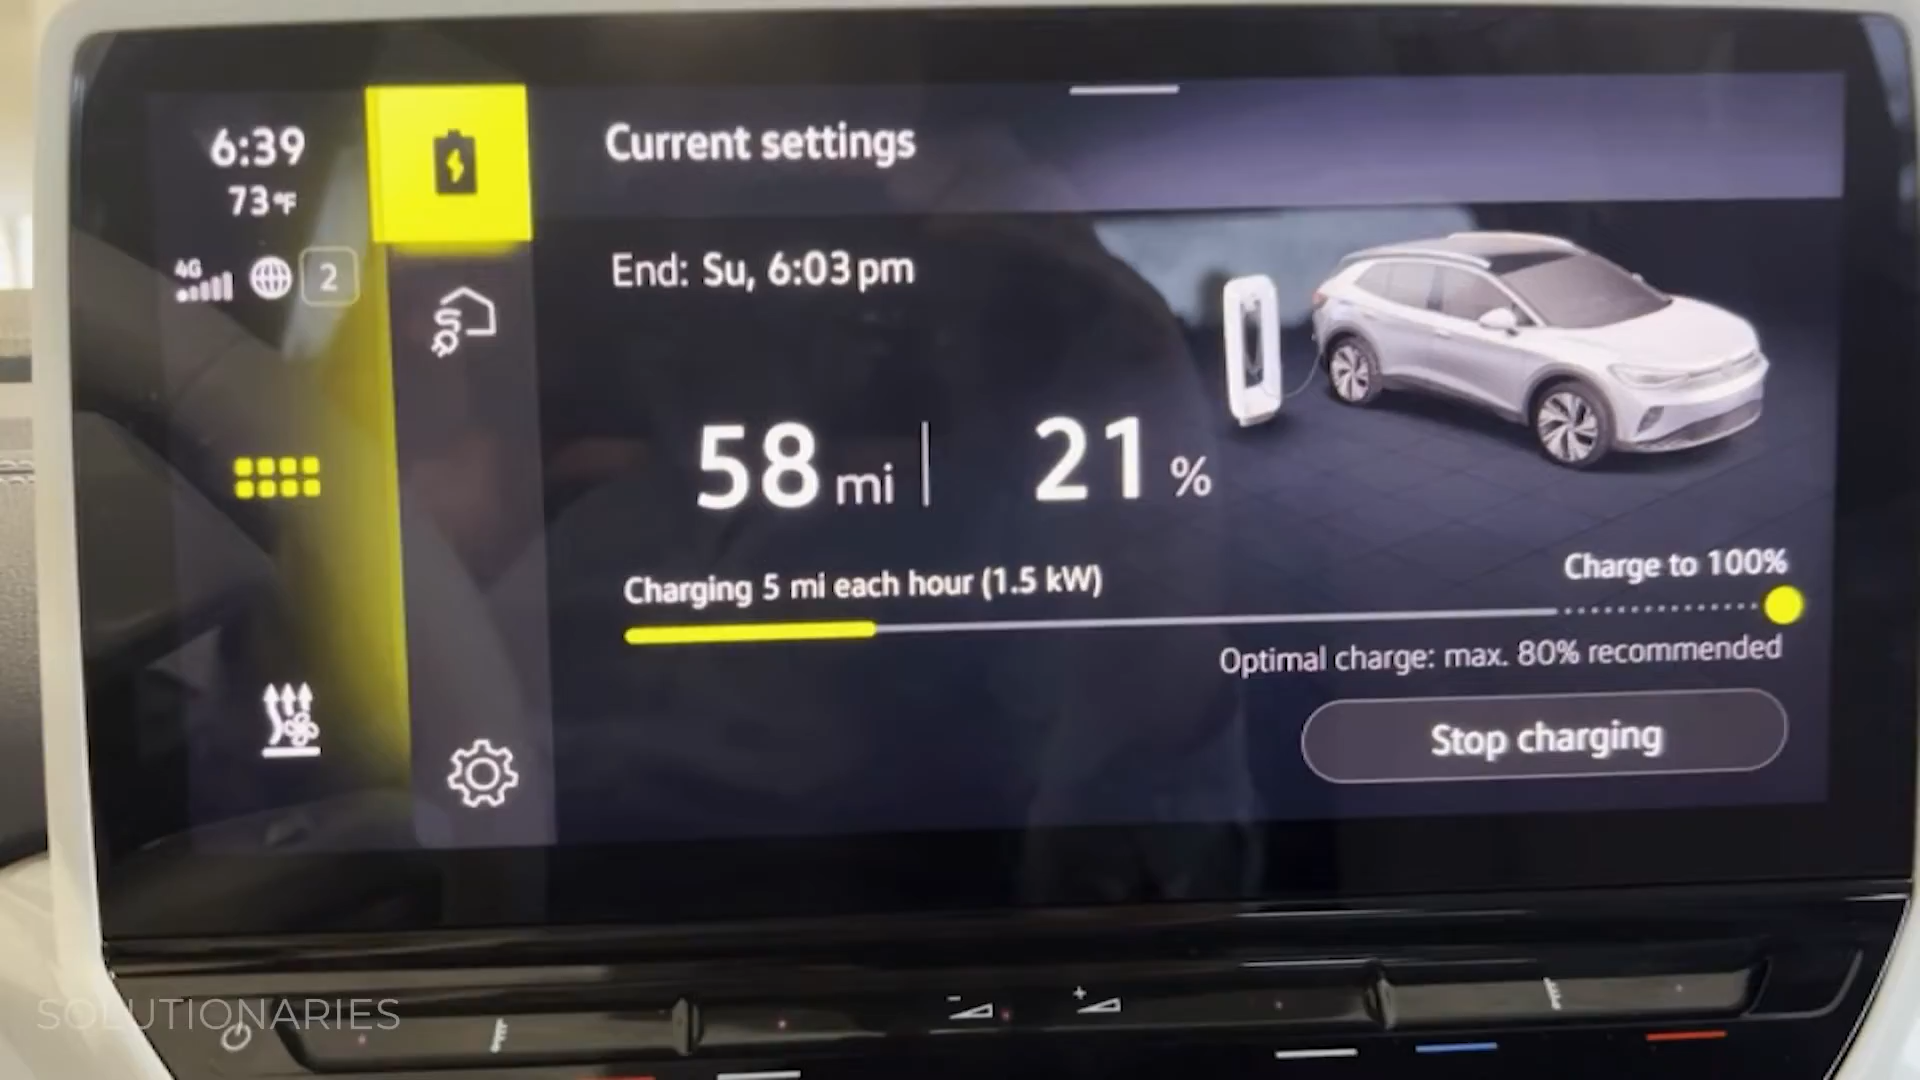 6:39
73°F
4G
2
Current settings
End: Su, 6:03 pm
58 mi | 21 %
Charging 5 mi each hour (1.5 kW)
Charge to 100%
Optimal charge: max. 80% recommended
Stop charging
SOLUTIONARIES